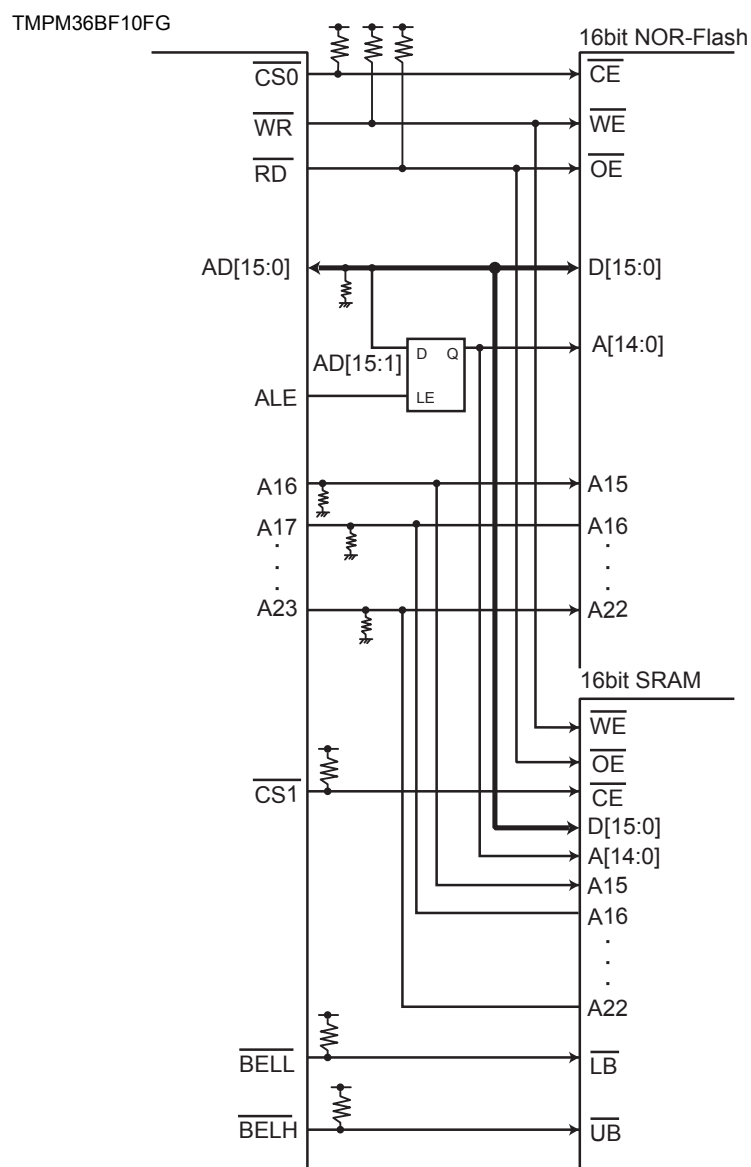 TMPM36BF10FG
16bit NOR-Flash
CS0
CE
WR
WE
RD
OE
AD[15:0]
D[15:0]
D Q
A[14:0]
AD[15:1]
ALE
LE
A16
A15
A17
A16
.
.
.
.
.
.
A23
A22
16bit SRAM
WE
OE
CS1
CE
D[15:0]
A[14:0]
A15
A16
.
.
.
A22
BELL
LB
BELH
UB